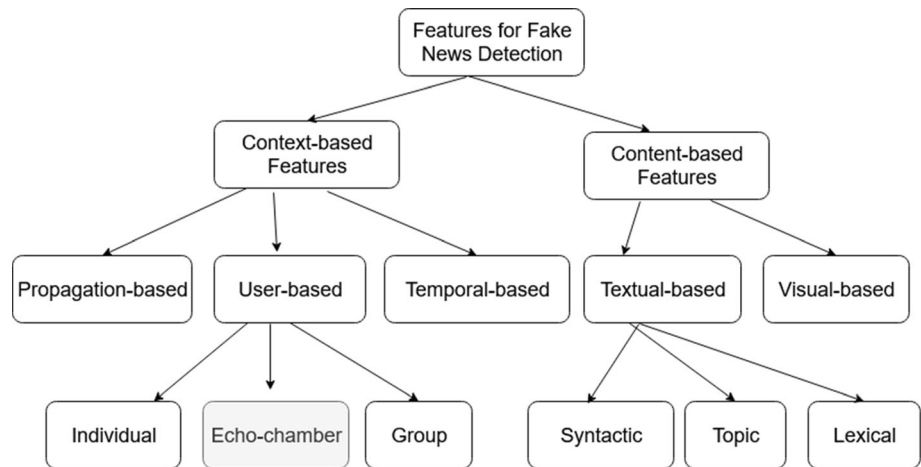 Features for Fake
News Detection
Context-based
Features
Content-based
Features
Propagation-based
User-based
Temporal-based
Textual-based
Visual-based
Individual
Echo-chamber
Group
Syntactic
Topic
Lexical